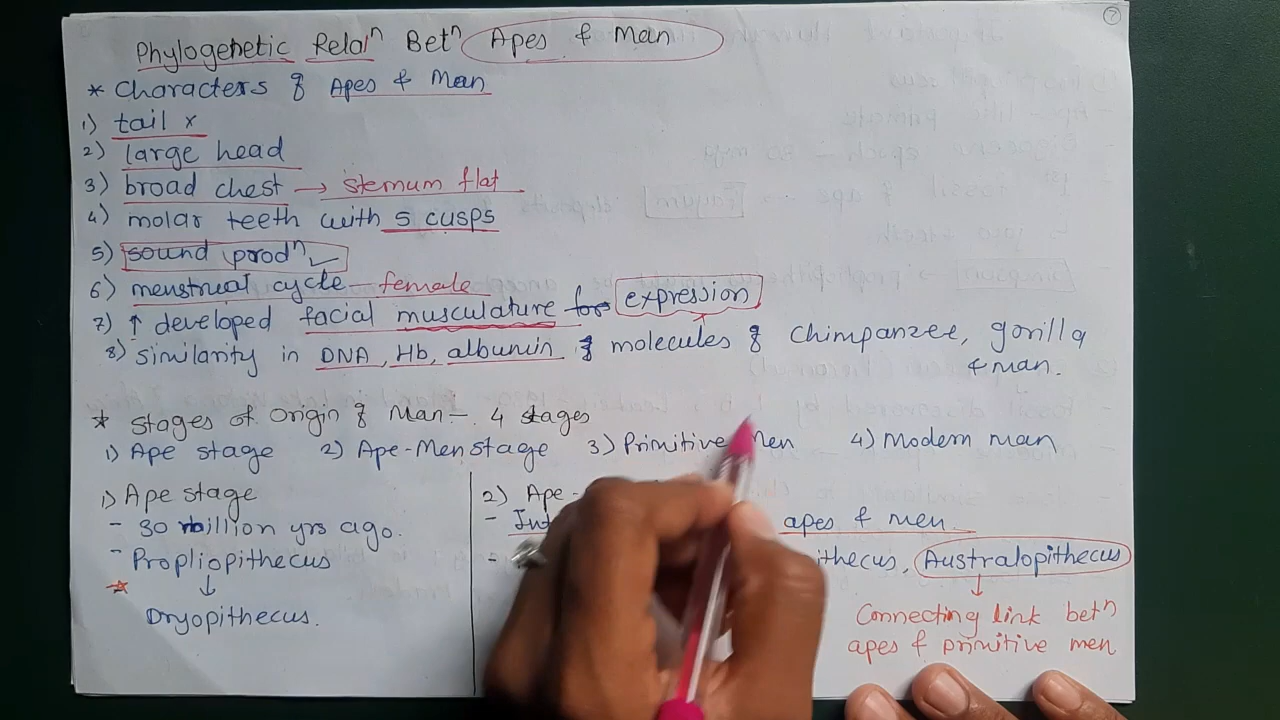 7
Phylogenetic Relaⁿ Betⁿ Apes & Man
* Characters of Apes & Man
1) tail x
2) large head
3) broad chest → sternum flat
4) molar teeth with 5 cusps
5) sound prodⁿ ✓
6) menstrual cycle - female
7) ↑ developed facial musculature for expression
8) similarity in DNA, Hb, albumin of molecules of Chimpanzee, gorilla
& man.
* Stages of Origin of Man - 4 stages
1) Ape stage 2) Ape-Men stage 3) Primitive Men 4) Modern man
1) Ape stage
- 30 million yrs ago.
- Propliopithecus
↓
Dryopithecus.
2) Ape-
- apes & men
- ithecus, Australopithecus
↓
Connecting link betⁿ
apes & primitive men